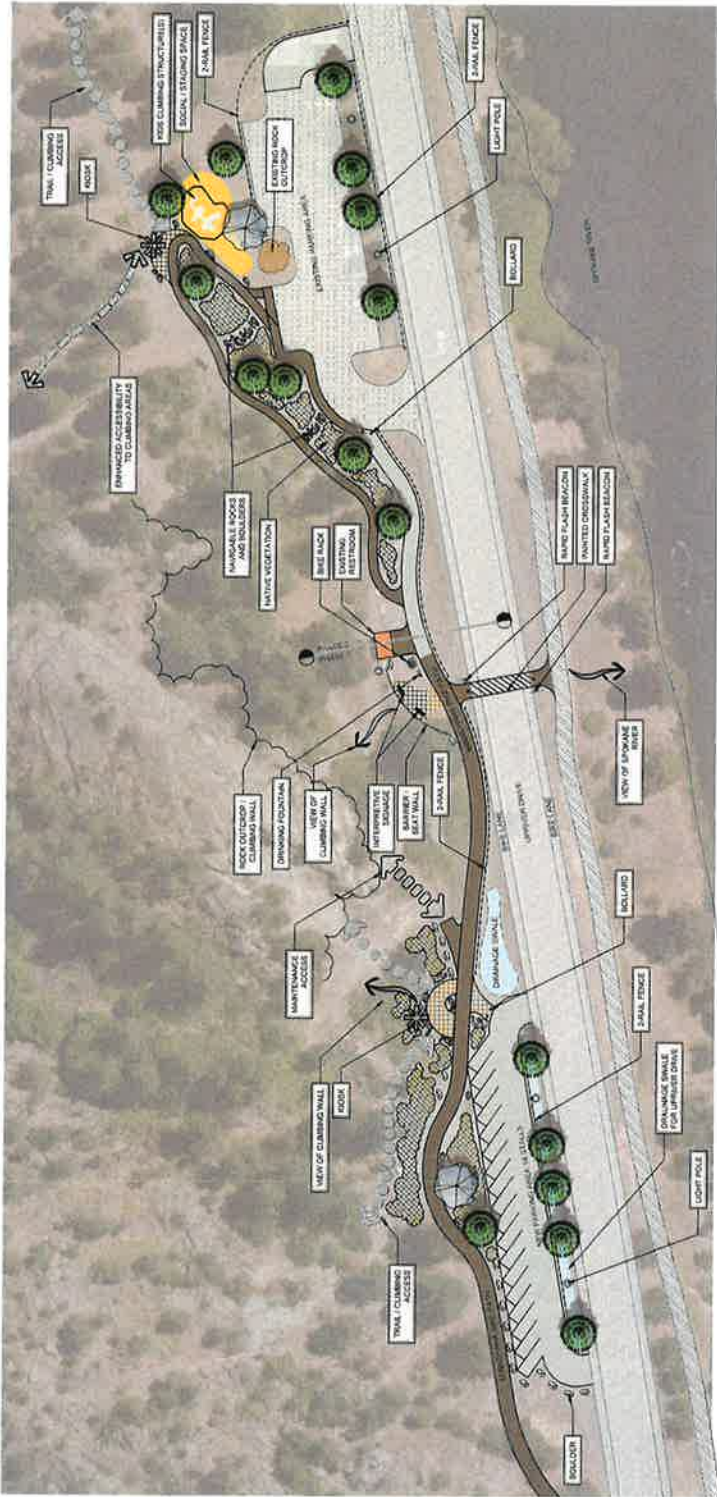 TRAIL / CLIMBING
ACCESS
KIOSK
KIDS CLIMBING STRUCTURE(S)
SOCIAL / STAGING SPACE
2-RAIL FENCE
EXISTING ROCK
OUTCROP
ENHANCED ACCESSIBILITY
TO CLIMBING AREAS
NAVIGABLE ROCKS
AND BOULDERS
NATIVE VEGETATION
2-RAIL FENCE
LIGHT POLE
BOLLARD
SPOKANE RIVER
BIKE RACK
EXISTING
RESTROOM
RAPID FLASH BEACON
PAINTED CROSSWALK
RAPID FLASH BEACON
ROCK OUTCROP /
CLIMBING WALL
DRINKING FOUNTAIN
VIEW OF
CLIMBING WALL
INTERPRETIVE
SIGNAGE
BARRIER /
SEAT WALL
2-RAIL FENCE
VIEW OF SPOKANE
RIVER
BIKE LANE
UPRIVER DRIVE
BIKE LANE
MAINTENANCE
ACCESS
DRAINAGE SWALE
BOLLARD
VIEW OF CLIMBING WALL
KIOSK
2-RAIL FENCE
DRAINAGE SWALE
FOR UPRIVER DRIVE
LIGHT POLE
TRAIL / CLIMBING
ACCESS
BOULDER